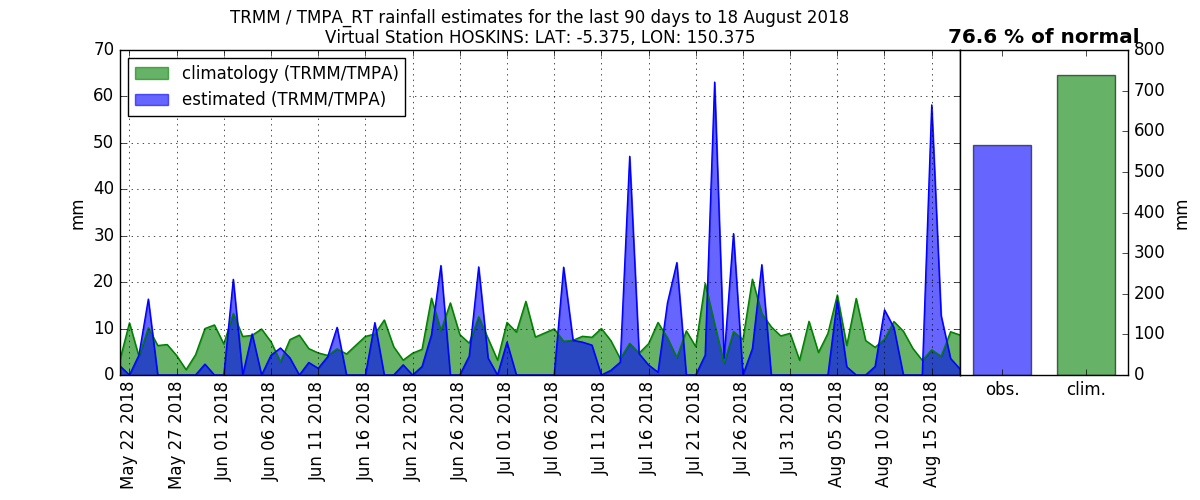 TRMM / TMPA_RT rainfall estimates for the last 90 days to 18 August 2018
Virtual Station HOSKINS: LAT: -5.375, LON: 150.375
76.6 % of normal
climatology (TRMM/TMPA)
estimated (TRMM/TMPA)
mm
70
60
50
40
30
20
10
0
May 22 2018
May 27 2018
Jun 01 2018
Jun 06 2018
Jun 11 2018
Jun 16 2018
Jun 21 2018
Jun 26 2018
Jul 01 2018
Jul 06 2018
Jul 11 2018
Jul 16 2018
Jul 21 2018
Jul 26 2018
Jul 31 2018
Aug 05 2018
Aug 10 2018
Aug 15 2018
obs.
clim.
800
700
600
500
400
300
200
100
0
mm